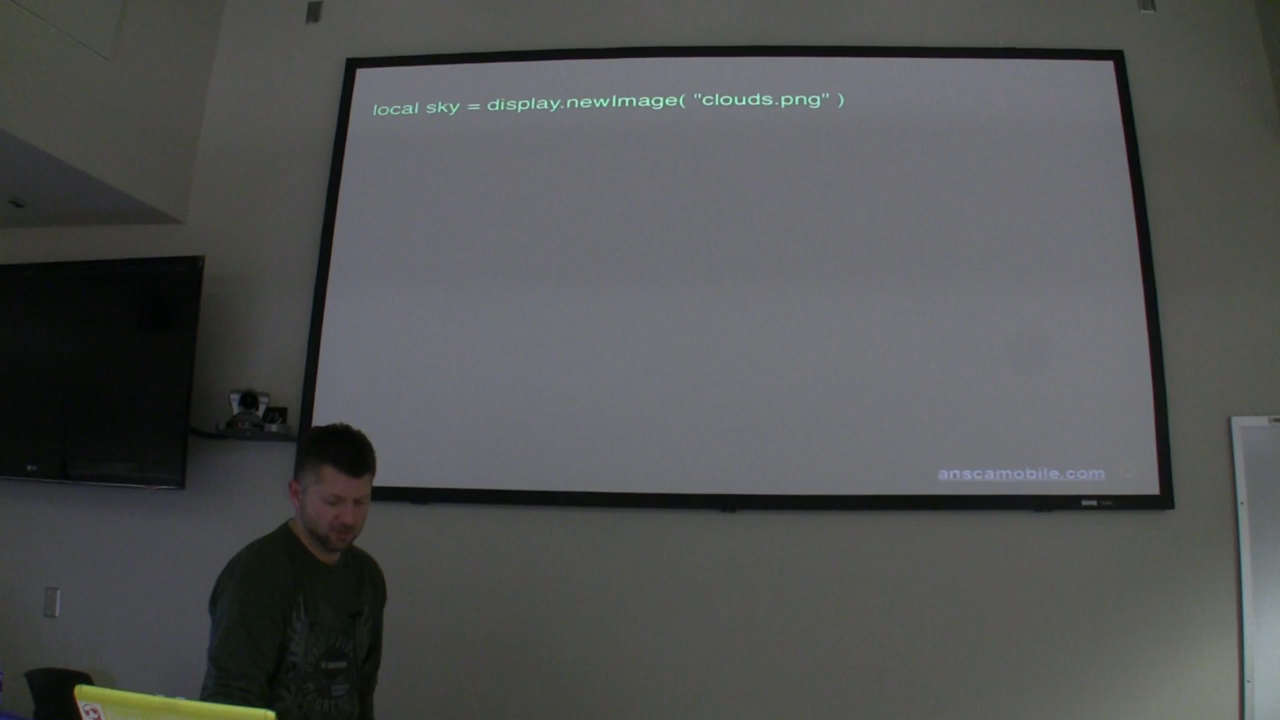 local sky = display.newImage( "clouds.png" )
anscamobile.com